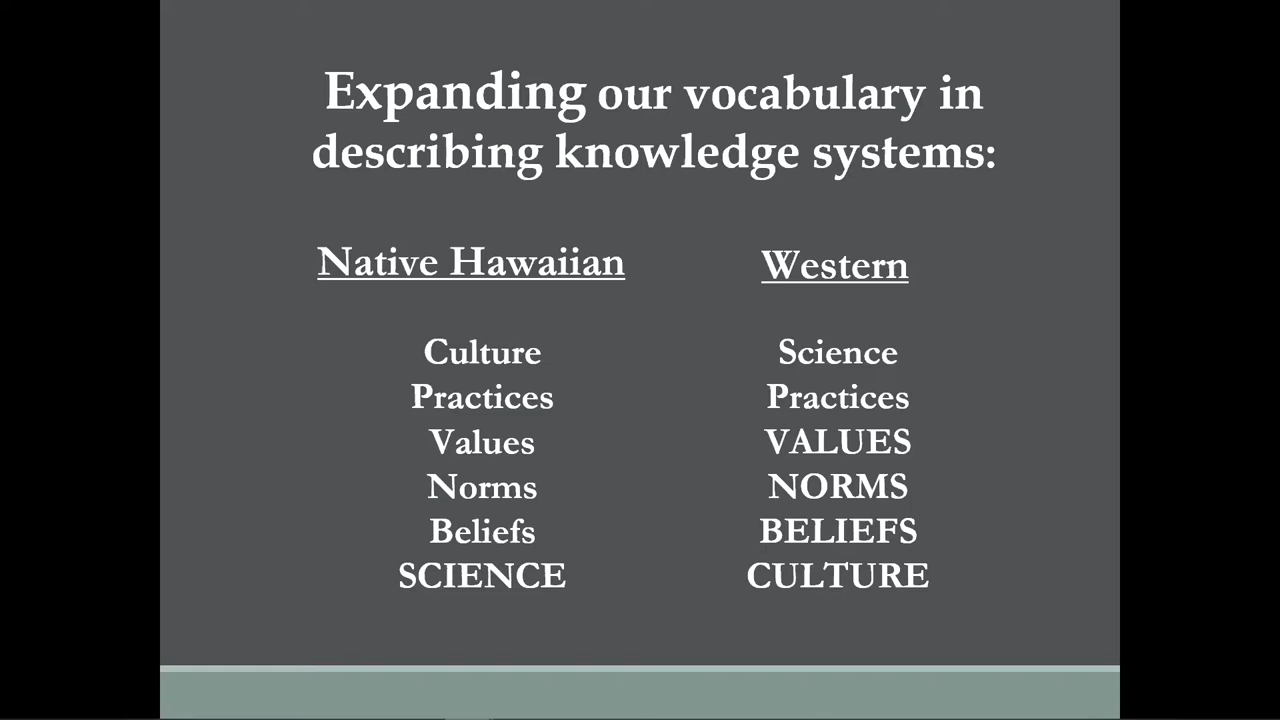 Expanding our vocabulary in
describing knowledge systems:
Native Hawaiian
Culture
Practices
Values
Norms
Beliefs
SCIENCE
Western
Science
Practices
VALUES
NORMS
BELIEFS
CULTURE